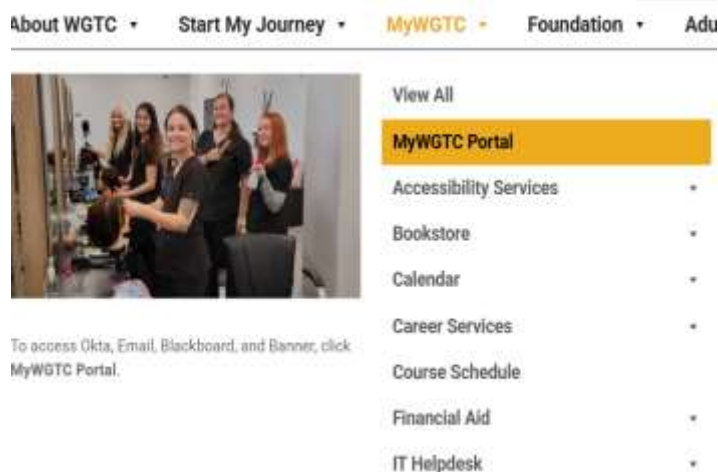 About WGTC
Start My Journey
MyWGTC
Foundation
Adu
View All
MyWGTC Portal
Accessibility Services
Bookstore
Calendar
Career Services
Course Schedule
Financial Aid
IT Helpdesk
To access Okta, Email, Blackboard, and Banner, click
MyWGTC Portal.